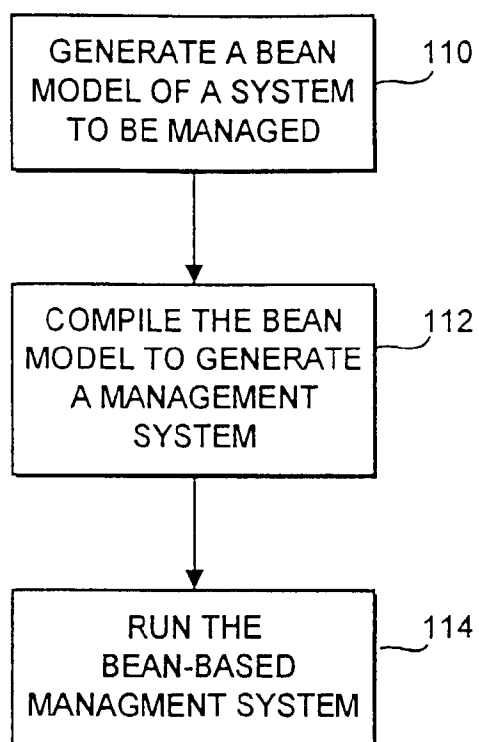 GENERATE A BEAN
MODEL OF A SYSTEM
TO BE MANAGED
110
COMPILE THE BEAN
MODEL TO GENERATE
A MANAGEMENT
SYSTEM
112
RUN THE
BEAN-BASED
MANAGMENT SYSTEM
114